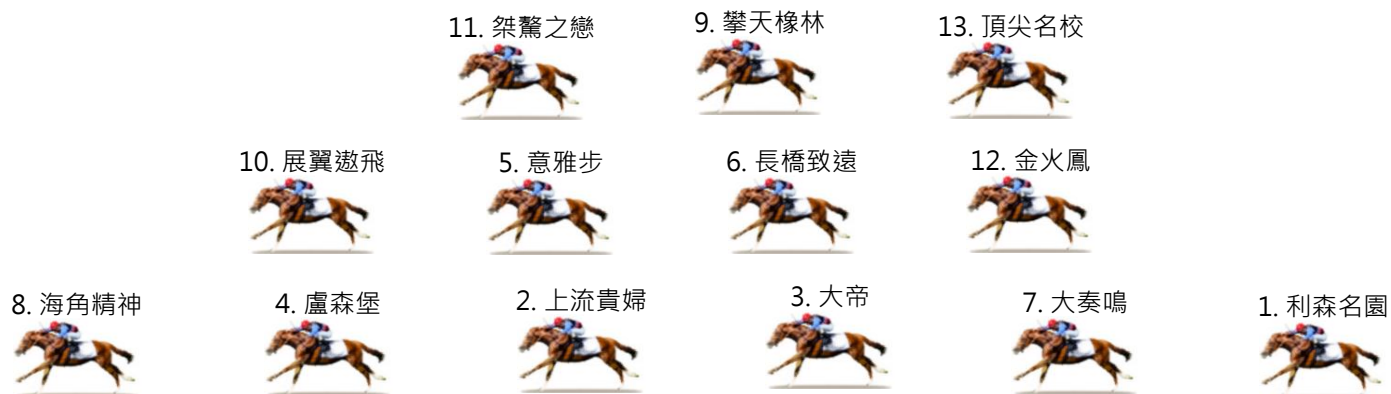 11. 桀驁之戀
9. 攀天橡林
13. 頂尖名校
10. 展翼遨飛
5. 意雅步
6. 長橋致遠
12. 金火鳳
8. 海角精神
4. 盧森堡
2. 上流貴婦
3. 大帝
7. 大奏鳴
1. 利森名園